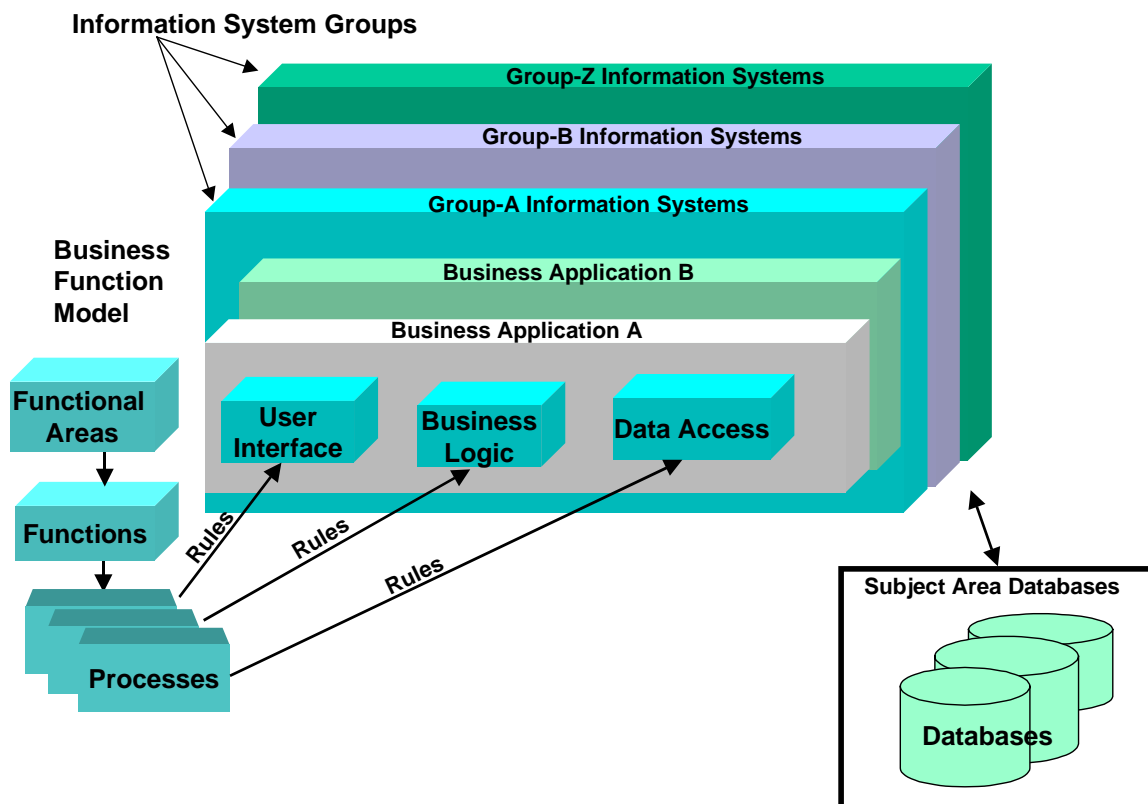 Information System Groups
Group-Z Information Systems
Group-B Information Systems
Group-A Information Systems
Business
Function
Model
Business Application B
Business Application A
Functional
Areas
User
Interface
Business
Logic
Data Access
Functions
Rules
Rules
Rules
Processes
Subject Area Databases
Databases